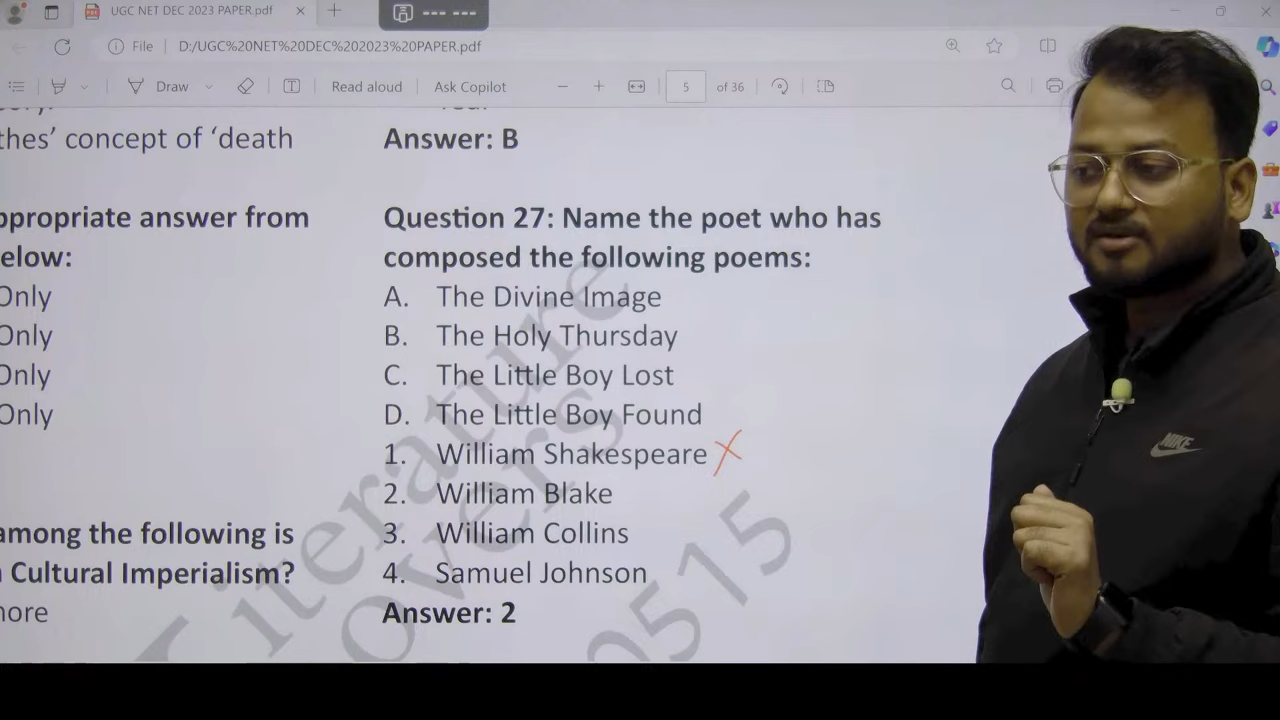 UGC NET DEC 2023 PAPER.pdf
File D:/UGC%20NET%20DEC%202023%20PAPER.pdf
Draw Read aloud Ask Copilot 5 of 36
thes’ concept of ‘death
ppropriate answer from
elow:
Only
Only
Only
Only
among the following is
Cultural Imperialism?
nore
Answer: B
Question 27: Name the poet who has
composed the following poems:
A. The Divine Image
B. The Holy Thursday
C. The Little Boy Lost
D. The Little Boy Found
1. William Shakespeare X
2. William Blake
3. William Collins
4. Samuel Johnson
Answer: 2
Literature
overs
0515
NIKE